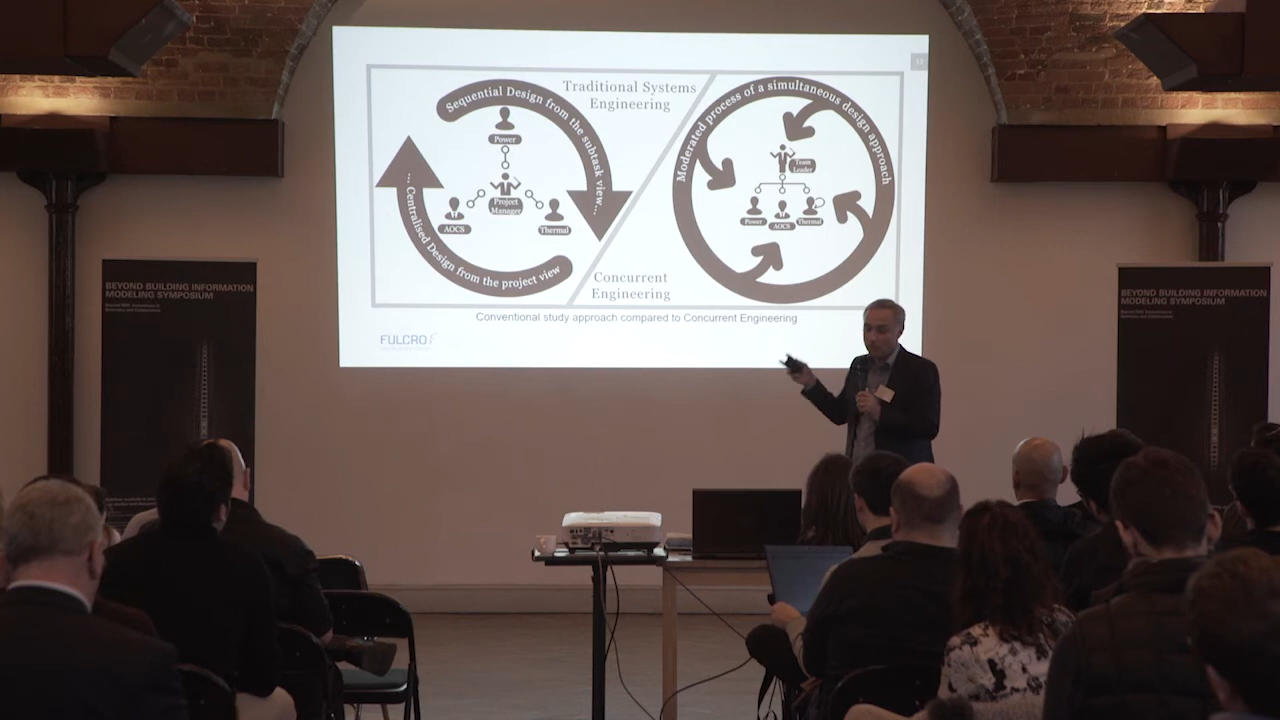 13
Traditional Systems
Engineering
Sequential Design from the subtask view...
Power
Project
Manager
AOCS
Thermal
... Centralised Design from the project view
Moderated process of a simultaneous design approach
Team
Leader
Power
AOCS
Thermal
Concurrent
Engineering
Conventional study approach compared to Concurrent Engineering
FULCRO
BEYOND BUILDING INFORMATION
MODELING SYMPOSIUM
BEYOND BUILDING INFORMATION
MODELING SYMPOSIUM